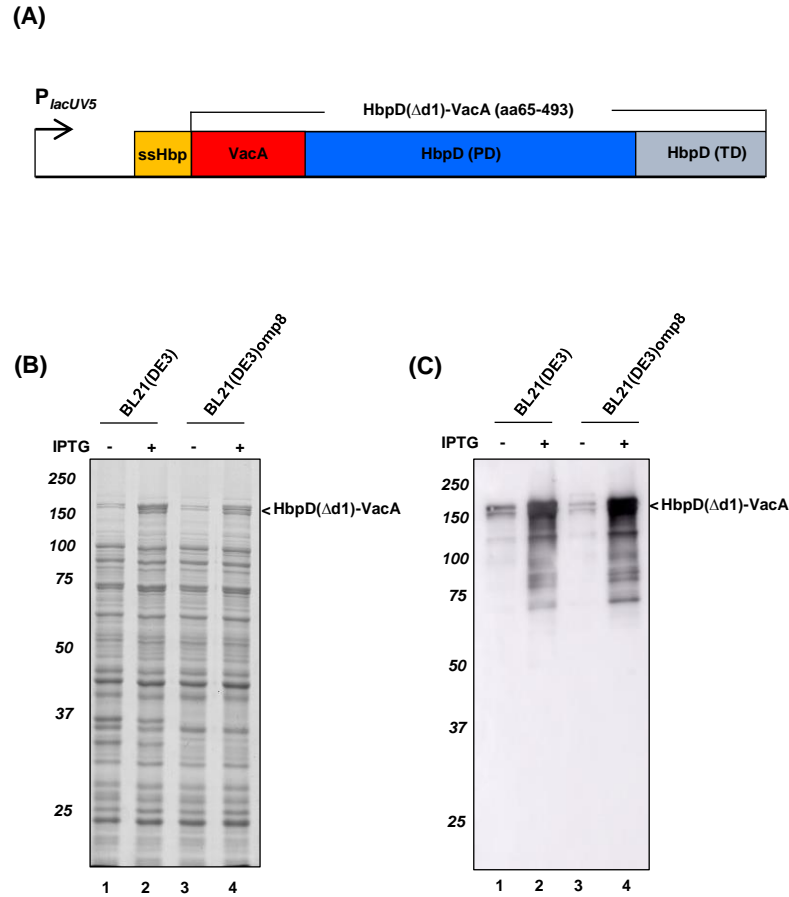 (A)
P lacUV5
HbpD(Δd1)-VacA (aa65-493)
ssHbp VacA HbpD (PD) HbpD (TD)
(B)
BL21(DE3) BL21(DE3)omp8
IPTG - + - +
250
150
100
75
50
37
25
< HbpD(Δd1)-VacA
1 2 3 4
(C)
BL21(DE3) BL21(DE3)omp8
IPTG - + - +
250
150
100
75
50
37
25
< HbpD(Δd1)-VacA
1 2 3 4